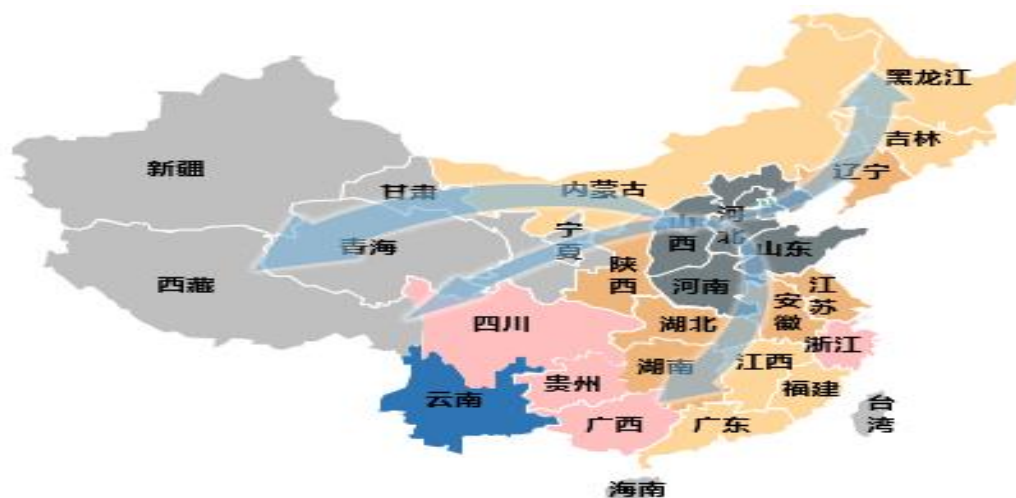 黑龙江
吉林
辽宁
新疆
甘肃
内蒙古
宁
夏
青海
西藏
山
西
河
北
山东
陕
西
河南
江
苏
安
徽
四川
湖北
浙江
湖南
江西
贵州
福建
云南
广西
广东
台
湾
海南